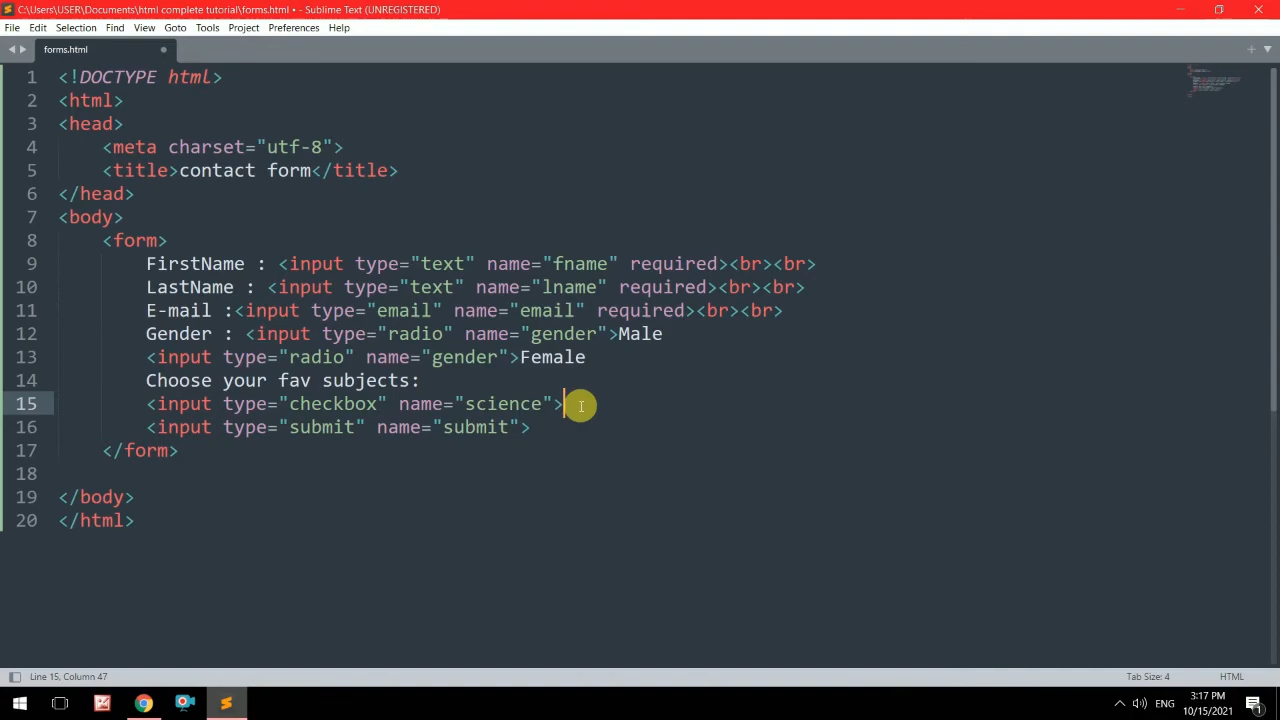 C:\Users\USER\Documents\html complete tutorial\forms.html • - Sublime Text (UNREGISTERED)
File Edit Selection Find View Goto Tools Project Preferences Help
forms.html
1 <!DOCTYPE html>
2 <html>
3 <head>
4 <meta charset="utf-8">
5 <title>contact form</title>
6 </head>
7 <body>
8 <form>
9 FirstName : <input type="text" name="fname" required><br><br>
10 LastName : <input type="text" name="lname" required><br><br>
11 E-mail :<input type="email" name="email" required><br><br>
12 Gender : <input type="radio" name="gender">Male
13 <input type="radio" name="gender">Female
14 Choose your fav subjects:
15 <input type="checkbox" name="science">
16 <input type="submit" name="submit">
17 </form>
18
19 </body>
20 </html>
Line 15, Column 47 Tab Size: 4 HTML
ENG 3:17 PM
10/15/2021 1